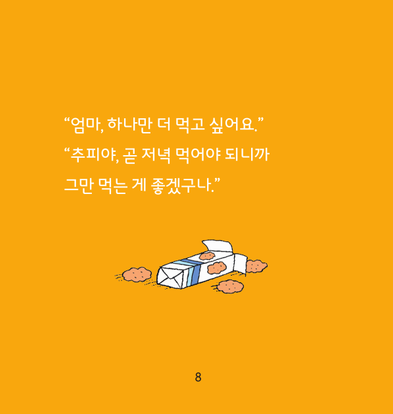 “엄마, 하나만 더 먹고 싶어요.”
“추피야, 곧 저녁 먹어야 되니까
그만 먹는 게 좋겠구나.”
8